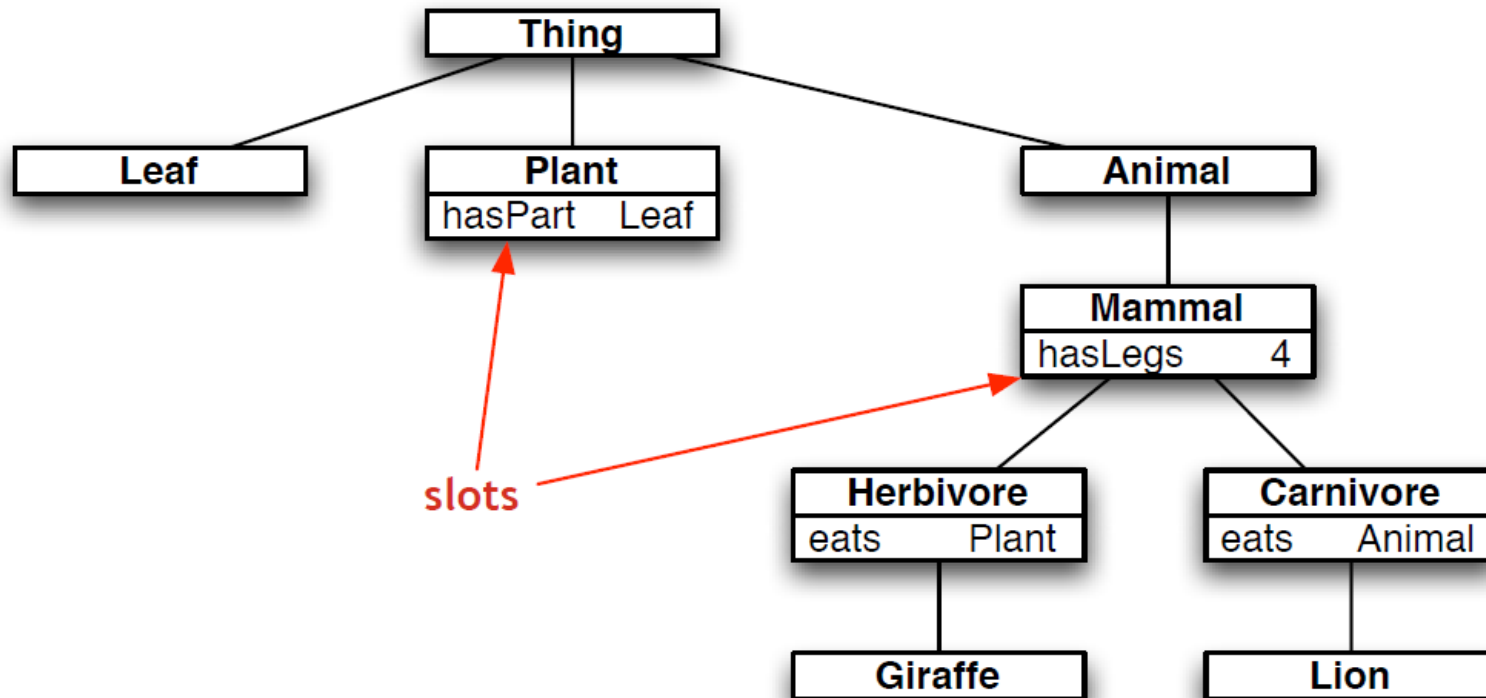 Thing
Leaf
Plant
Animal
hasPart Leaf
Mammal
hasLegs 4
slots
Herbivore
Carnivore
eats Plant
eats Animal
Giraffe
Lion